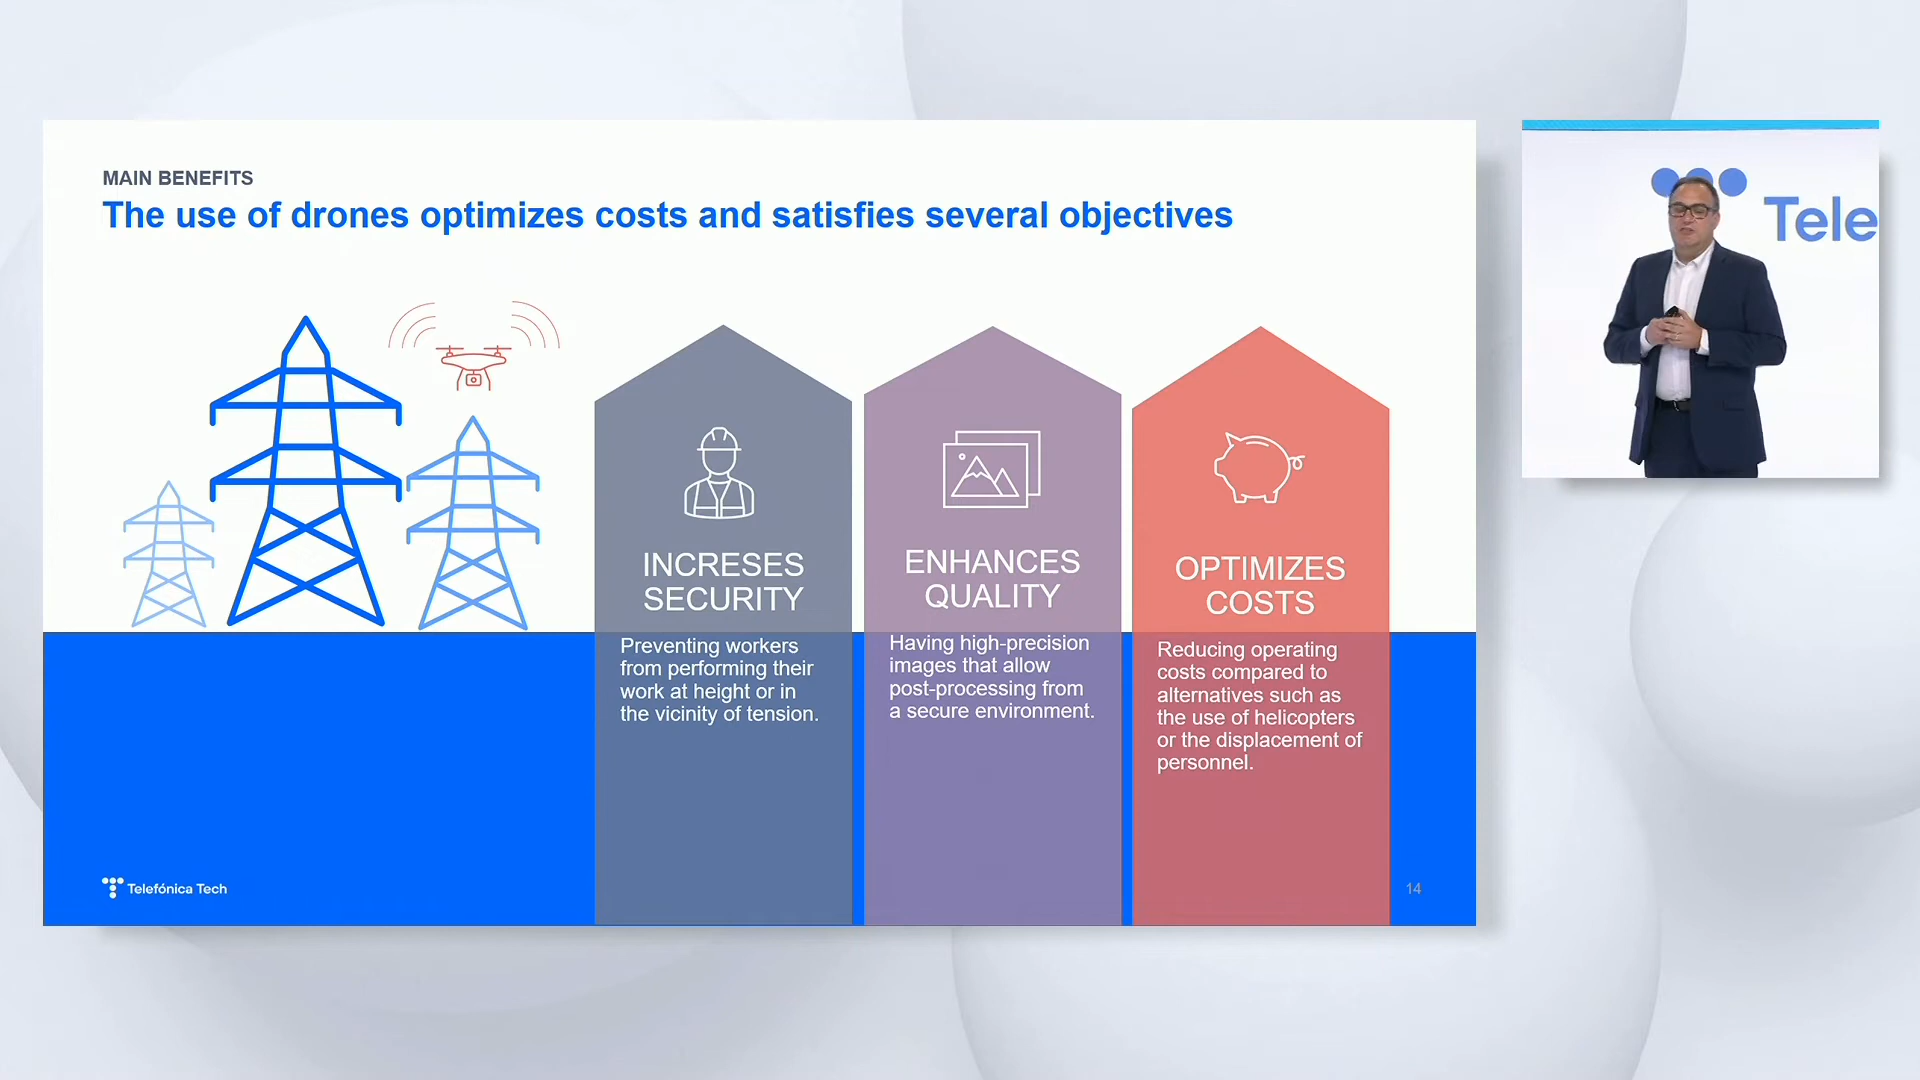 MAIN BENEFITS
The use of drones optimizes costs and satisfies several objectives
INCRESES
SECURITY
Preventing workers
from performing their
work at height or in
the vicinity of tension.
ENHANCES
QUALITY
Having high-precision
images that allow
post-processing from
a secure environment.
OPTIMIZES
COSTS
Reducing operating
costs compared to
alternatives such as
the use of helicopters
or the displacement of
personnel.
Telefónica Tech
14
Tele